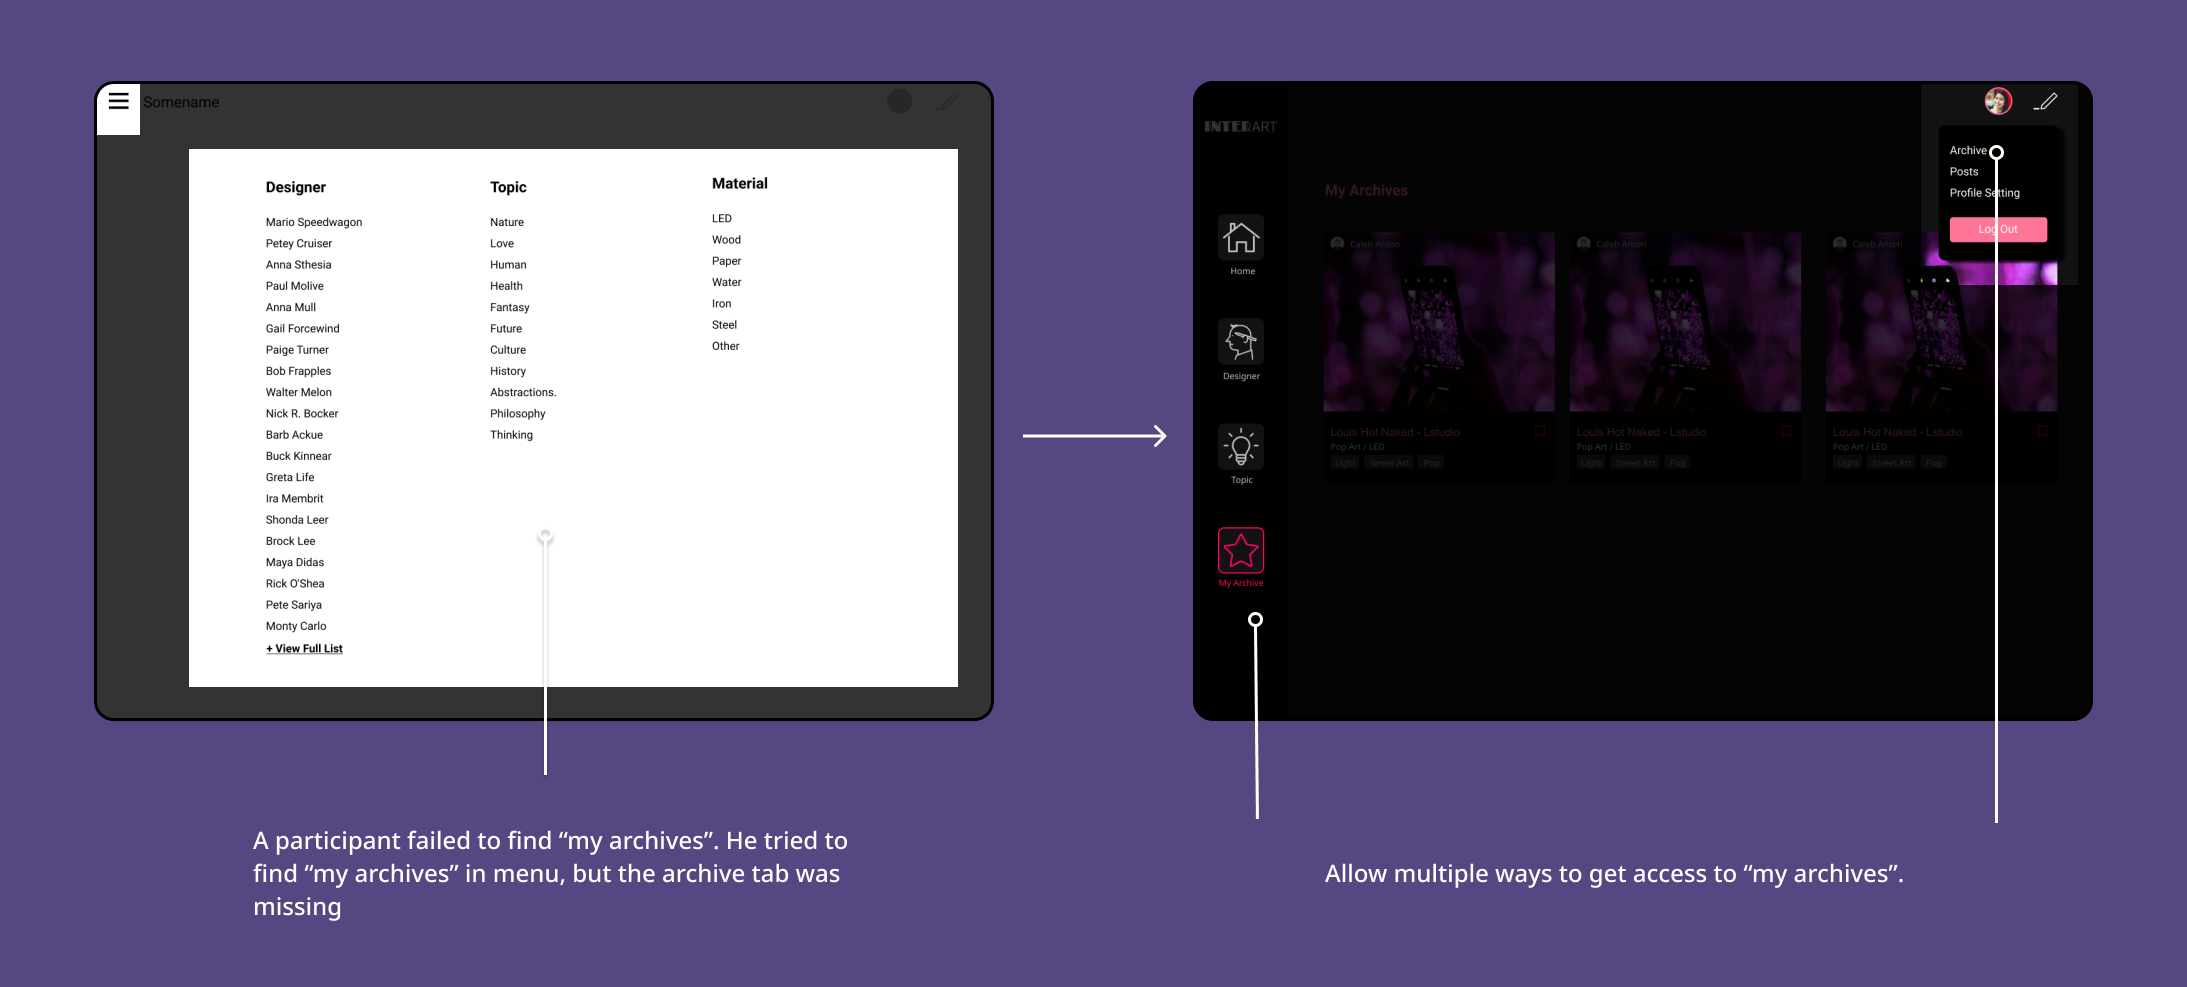 Somename
Designer
Mario Speedwagon
Petey Cruiser
Anna Sthesia
Paul Molive
Anna Mull
Gail Forcewind
Paige Turner
Bob Frapples
Walter Melon
Nick R. Bocker
Barb Ackue
Buck Kinnear
Greta Life
Ira Membrit
Shonda Leer
Brock Lee
Maya Didas
Rick O'Shea
Pete Sariya
Monty Carlo
+ View Full List
Topic
Nature
Love
Human
Health
Fantasy
Future
Culture
History
Abstractions.
Philosophy
Thinking
Material
LED
Wood
Paper
Water
Iron
Steel
Other
A participant failed to find “my archives”. He tried to
find “my archives” in menu, but the archive tab was
missing
INTERART
Home
Designer
Topic
My Archive
Archive
Posts
Profile Setting
Log Out
My Archives
Caleb Anton
Louis Hot Naked - Lstudio
Pop Art / LED
Light Street Art Pop
Caleb Anton
Louis Hot Naked - Lstudio
Pop Art / LED
Light Street Art Pop
Caleb Anton
Louis Hot Naked - Lstudio
Pop Art / LED
Light Street Art Pop
Allow multiple ways to get access to “my archives”.